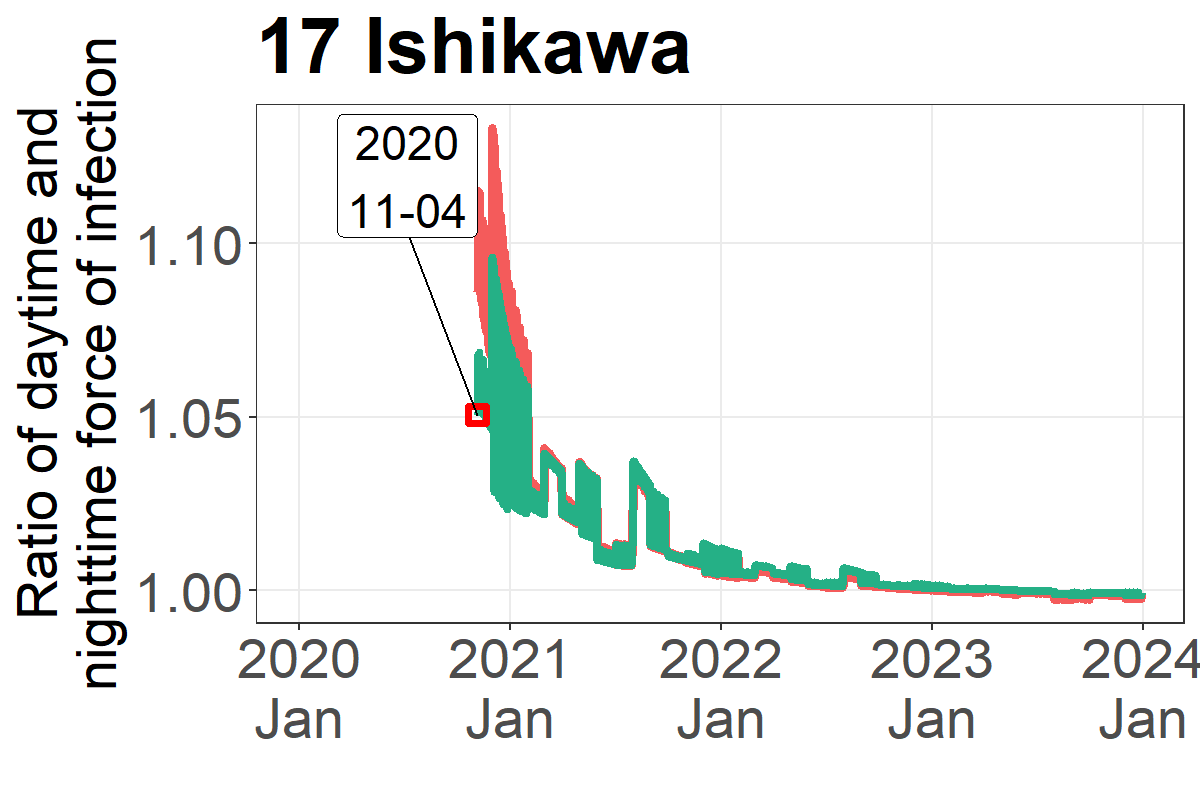 17 Ishikawa
Ratio of daytime and
nighttime force of infection
2020
11-04
1.10
1.05
1.00
2020
Jan
2021
Jan
2022
Jan
2023
Jan
2024
Jan